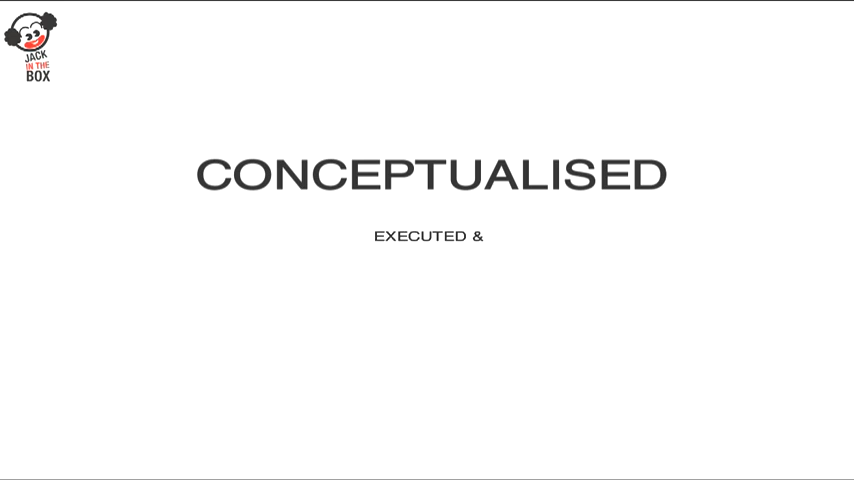 JACK
IN THE
BOX
CONCEPTUALISED
EXECUTED &